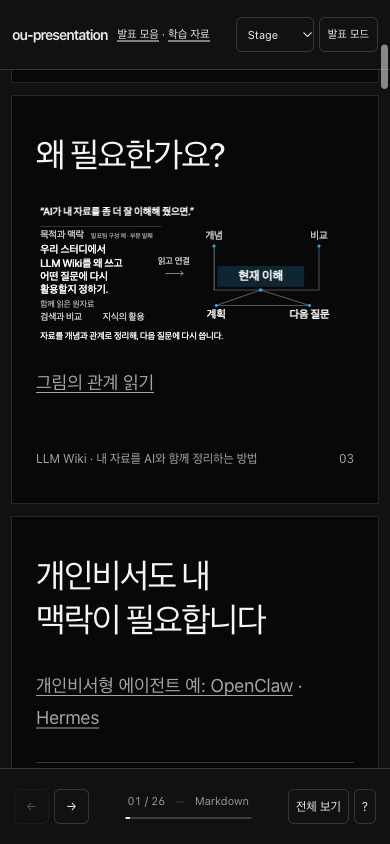 ou-presentation 발표 모음 · 학습 자료 Stage 발표 모드
왜 필요한가요?
“AI가 내 자료를 좀 더 잘 이해해 줬으면.”
목적과 맥락 발표팀 구성 예 · 부분 발췌
우리 스터디에서
LLM Wiki를 왜 쓰고
어떤 질문에 다시
활용할지 정하기.
함께 읽은 원자료
검색과 비교 지식의 활용
읽고 연결
→
개념 비교
현재 이해
계획 다음 질문
자료를 개념과 관계로 정리해, 다음 질문에 다시 씁니다.
그림의 관계 읽기
LLM Wiki · 내 자료를 AI와 함께 정리하는 방법 03
개인비서도 내
맥락이 필요합니다
개인비서형 에이전트 예: OpenClaw ·
Hermes
← → 01 / 26 — Markdown 전체 보기 ?